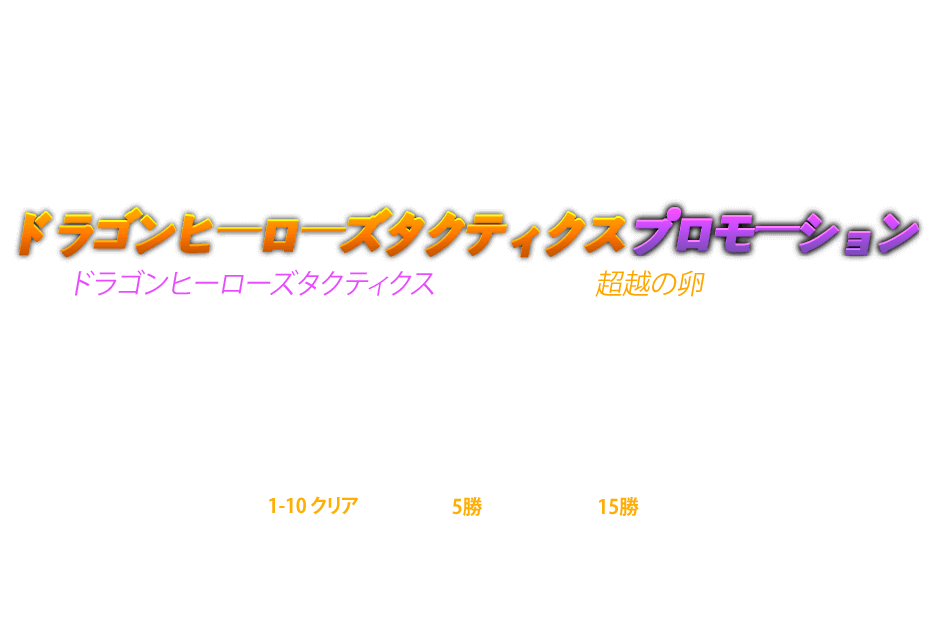 ドラゴンヒーローズタクティクスプロモーション
ドラゴンヒーローズタクティクス 超越の卵
1-10 クリア 5勝 15勝